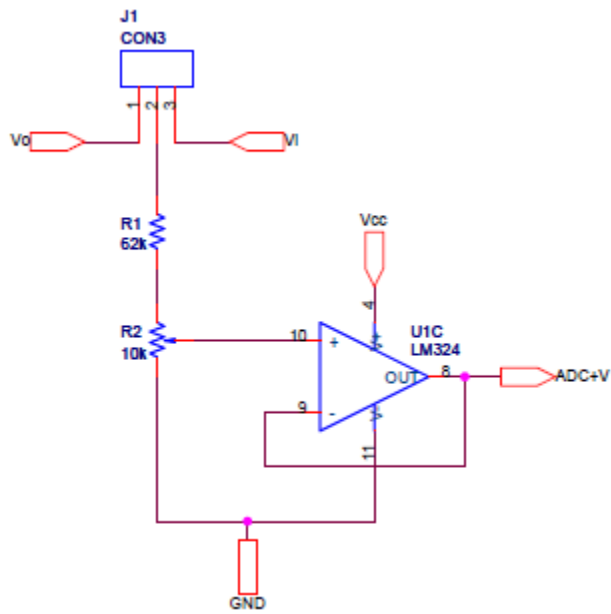 J1
CON3
1
2
3
Vo
VI
R1
62k
Vcc
4
R2
10k
10
+
V+
U1C
LM324
OUT
8
ADC+V
9
-
V-
11
GND